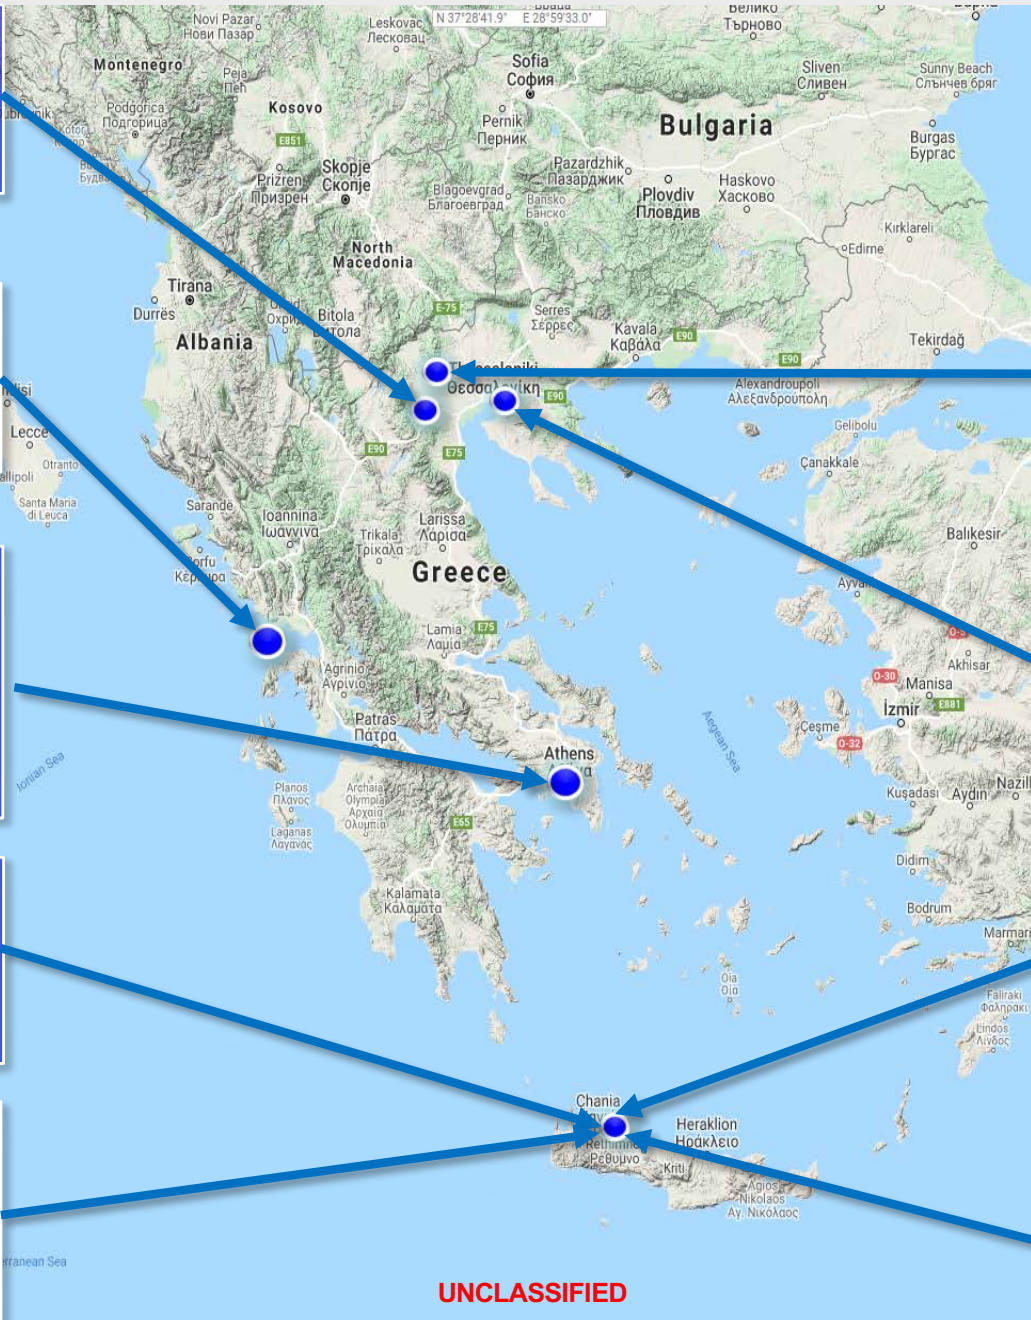 N 37°28'41.9" E 28°59'33.0"
Novi Pazar
Нови Пазар
Leskovac
Лесковац
Велико
Търново
Montenegro
Peja
Пећ
Sofia
София
Sliven
Сливен
Sunny Beach
Слънчев бряг
Podgorica
Подгорица
Kosovo
Pernik
Перник
Bulgaria
Burgas
Бургас
E851
Prizren
Призрен
Skopje
Скопје
Blagoevgrad
Благоевград
Bansko
Банско
Pazardzhik
Пазарджик
Plovdiv
Пловдив
Haskovo
Хасково
North
Macedonia
Kırklareli
Edirne
Tirana
Durrës
Albania
Bitola
E-75
Serres
Σέρρες
Kavala
Καβάλα
E90
Tekirdağ
E90
Alexandroupoli
Αλεξανδρούπολη
E90
Lecce
Otranto
Santa Maria
di Leuca
E90
E75
Gelibolu
Çanakkale
Sarandë
Ioannina
Ιωάννινα
Trikala
Τρίκαλα
Larissa
Λάρισα
Balıkesir
Greece
Lamia
Λαμία
E75
Akhisar
Agrinio
Αγρίνιο
Patras
Πάτρα
O-30
Manisa
E881
İzmir
Çeşme
O-32
Aegean Sea
Ionian Sea
Athens
Planos
Πλάνος
Laganas
Λαγανάς
Archaia
Olympia
Αρχαία
Ολυμπία
E65
Kuşadası
Aydın
Didim
Kalamata
Καλαμάτα
Bodrum
Oia
Οία
Faliraki
Φαληράκι
Lindos
Λίνδος
Chania
Heraklion
Ηράκλειο
Ρέθυμνο
Kriti
Agios
Nikolaos
Αγ. Νικόλαος
UNCLASSIFIED